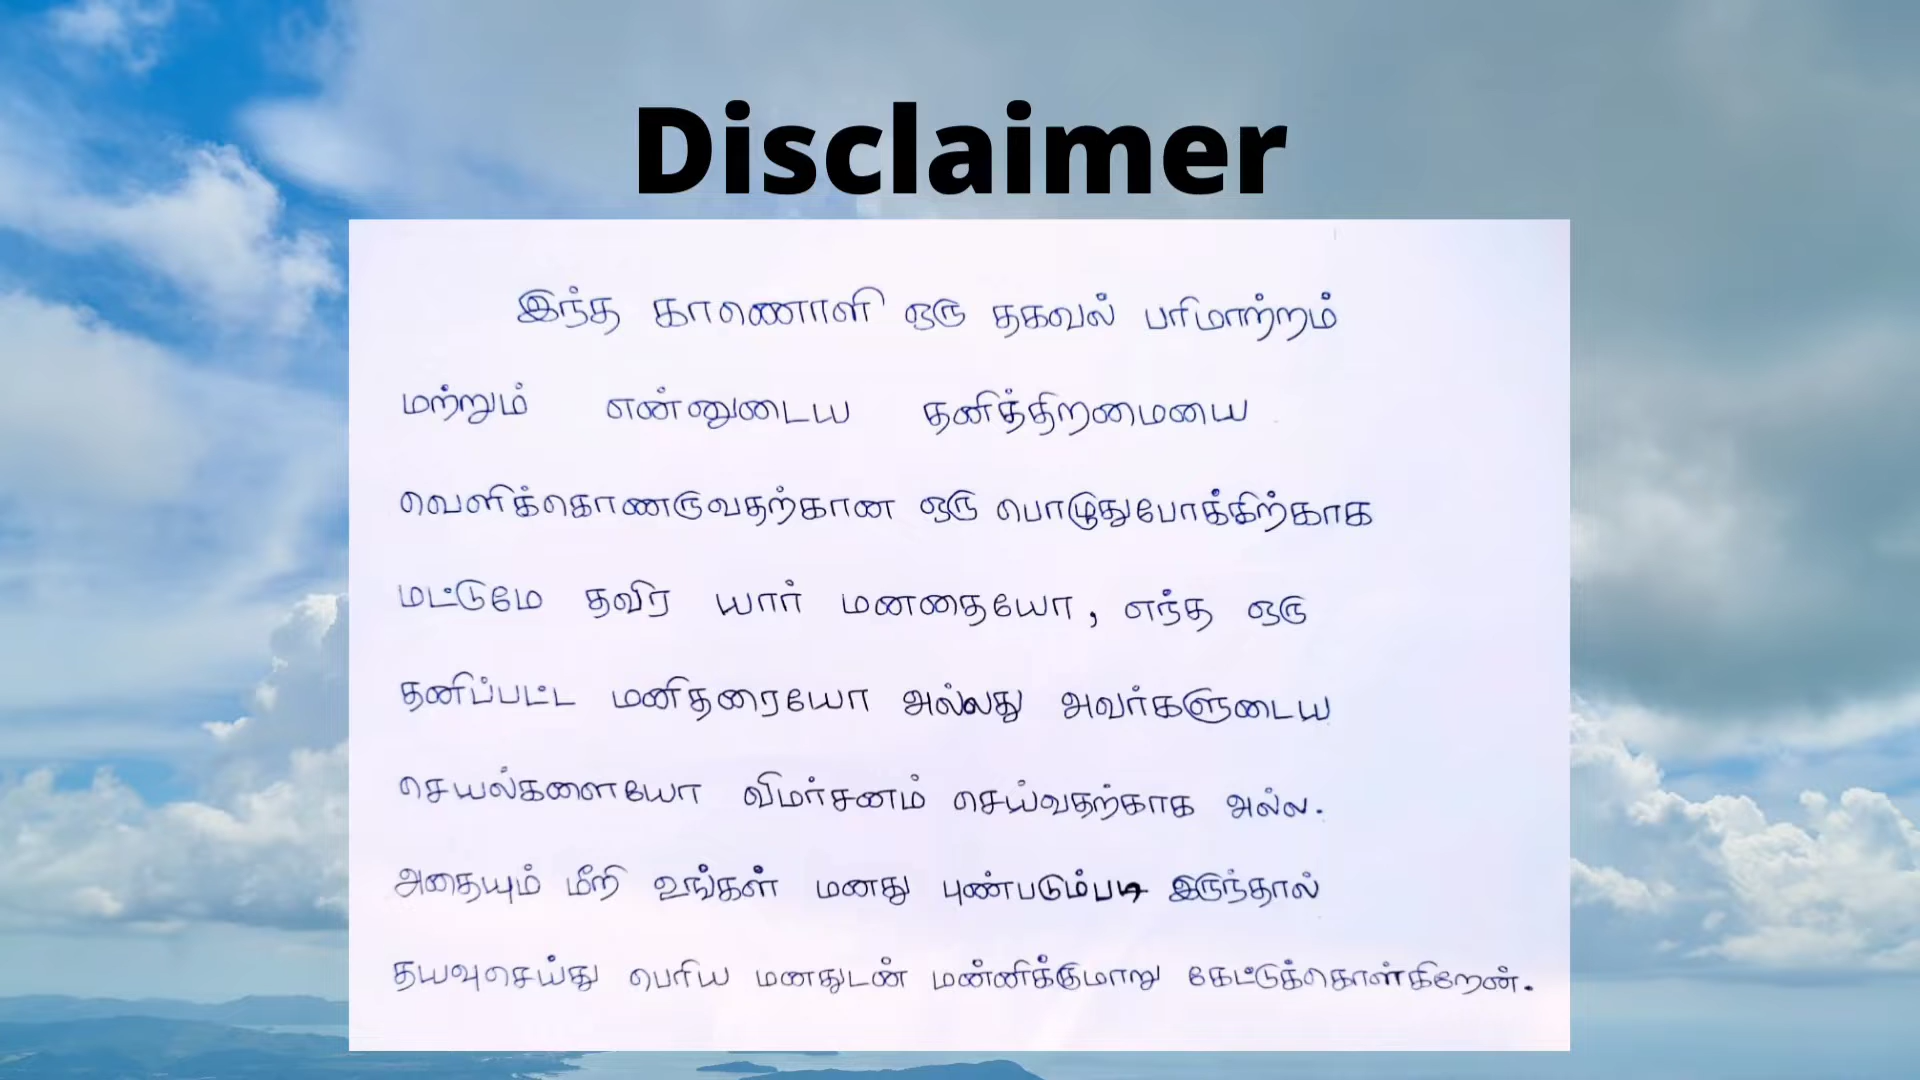 Disclaimer
இந்த காணொளி ஒரு தகவல் பரிமாற்றம்
மற்றும் என்னுடைய தனித்திறமையை
வெளிக்கொணருவதற்கான ஒரு பொழுதுபோக்கிற்காக
மட்டுமே தவிர யார் மனதையோ, எந்த ஒரு
தனிப்பட்ட மனிதரையோ அல்லது அவர்களுடைய
செயல்களையோ விமர்சனம் செய்வதற்காக அல்ல.
அதையும் மீறி உங்கள் மனது புண்படும்படி இருந்தால்
தயவுசெய்து பெரிய மனதுடன் மன்னிக்குமாறு கேட்டுக்கொள்கிறேன்.